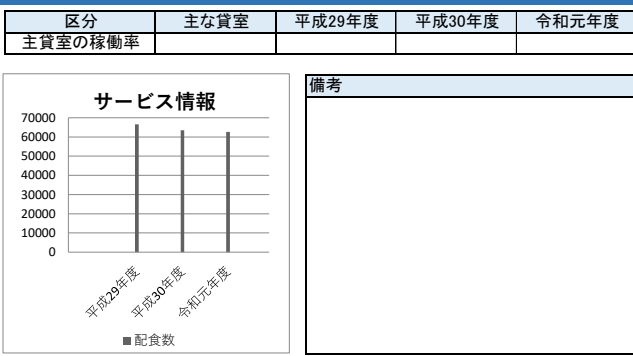 区分 主な貸室 平成29年度 平成30年度 令和元年度
主貸室の稼働率
サービス情報
70000
60000
50000
40000
30000
20000
10000
0
平成29年度 平成30年度 令和元年度
■配食数
備考